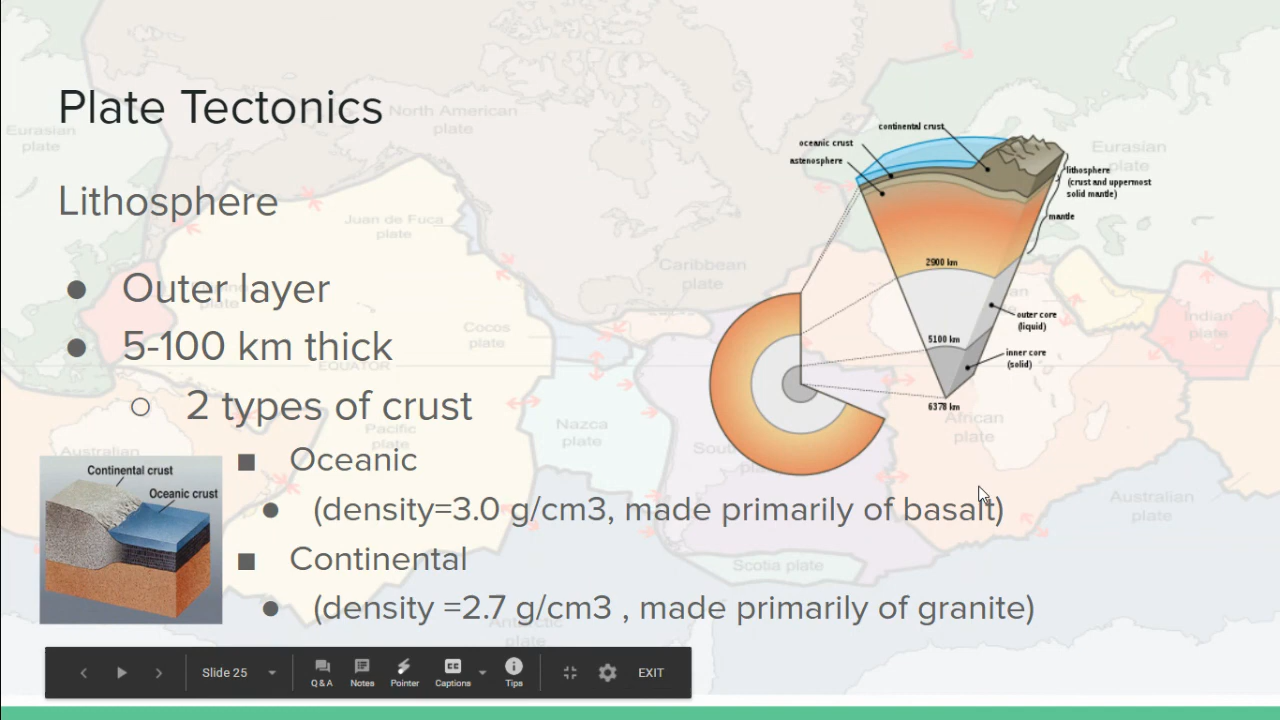 Plate Tectonics
Lithosphere
● Outer layer
● 5-100 km thick
○ 2 types of crust
■ Oceanic
● (density=3.0 g/cm3, made primarily of basalt)
■ Continental
● (density =2.7 g/cm3 , made primarily of granite)
Continental crust
Oceanic crust
continental crust
oceanic crust
astenosphere
lithosphere
(crust and uppermost
solid mantle)
mantle
2900 km
outer core
(liquid)
5100 km
inner core
(solid)
6378 km
North American
plate
Eurasian
plate
Eurasian
plate
Juan de Fuca
plate
Caribbean
plate
Cocos
plate
EQUATOR
Indian
plate
Pacific
plate
Nazca
plate
African
plate
Australian
Australian
plate
Scotia plate
plate
Slide 25
Q & A
Notes
Pointer
Captions
Tips
EXIT